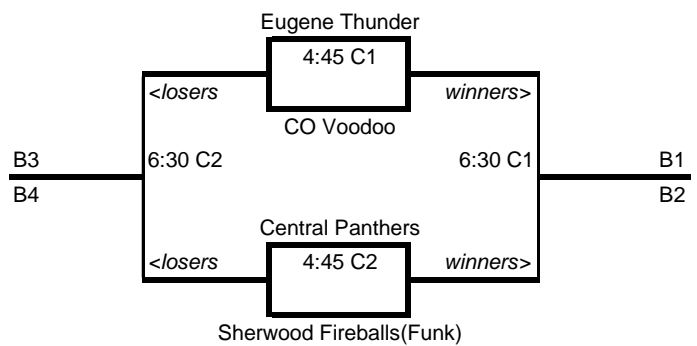 Eugene Thunder
4:45 C1
<losers
winners>
CO Voodoo
B3
6:30 C2
6:30 C1
B1
B4
B2
Central Panthers
<losers
4:45 C2
winners>
Sherwood Fireballs(Funk)